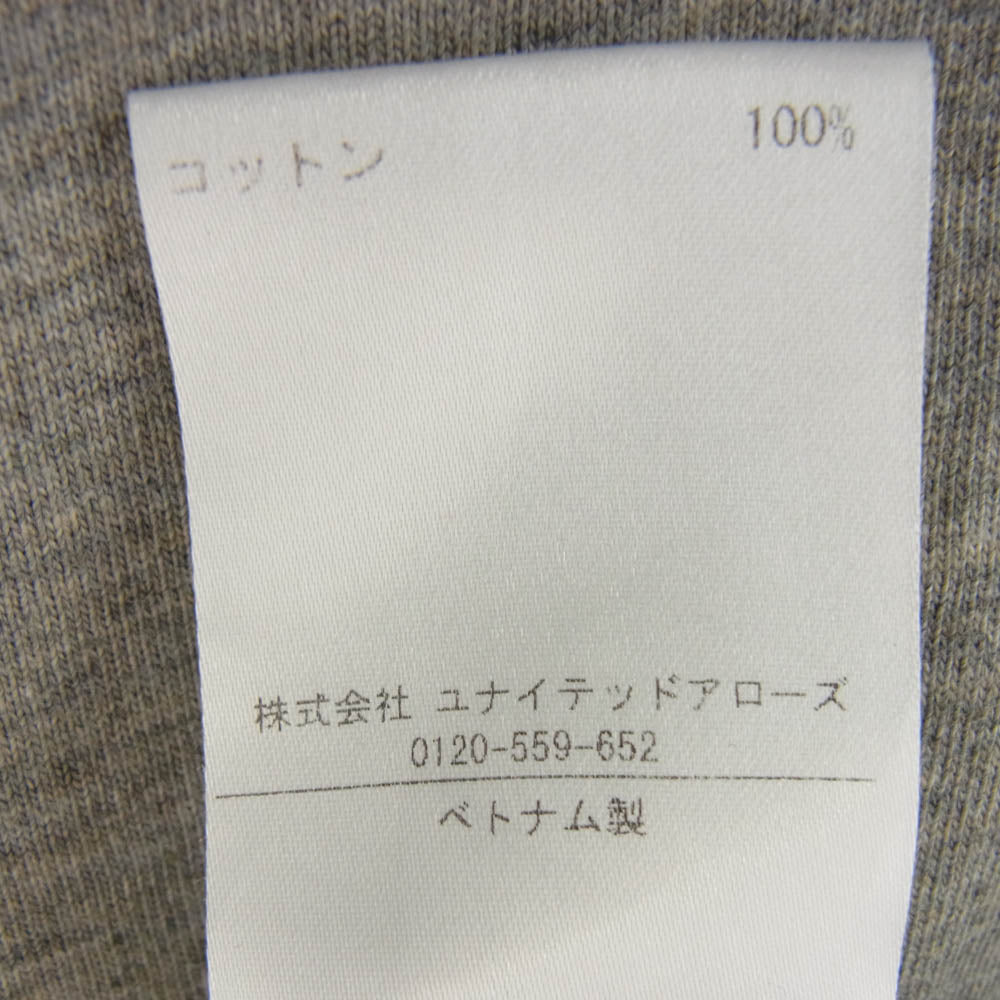 コットン 100%
株式会社 ユナイテッドアローズ
0120-559-652
ベトナム製